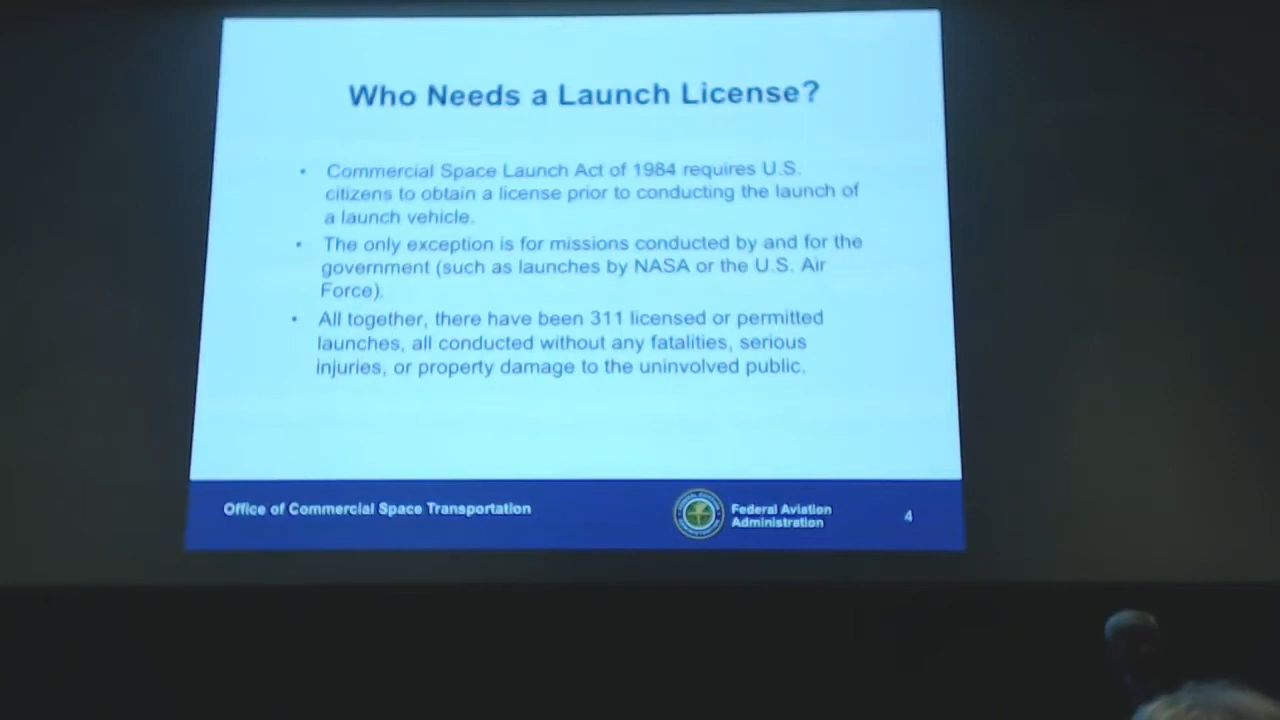 Who Needs a Launch License?
• Commercial Space Launch Act of 1984 requires U.S.
citizens to obtain a license prior to conducting the launch of
a launch vehicle.
• The only exception is for missions conducted by and for the
government (such as launches by NASA or the U.S. Air
Force).
• All together, there have been 311 licensed or permitted
launches, all conducted without any fatalities, serious
injuries, or property damage to the uninvolved public.
Office of Commercial Space Transportation
Federal Aviation
Administration
4